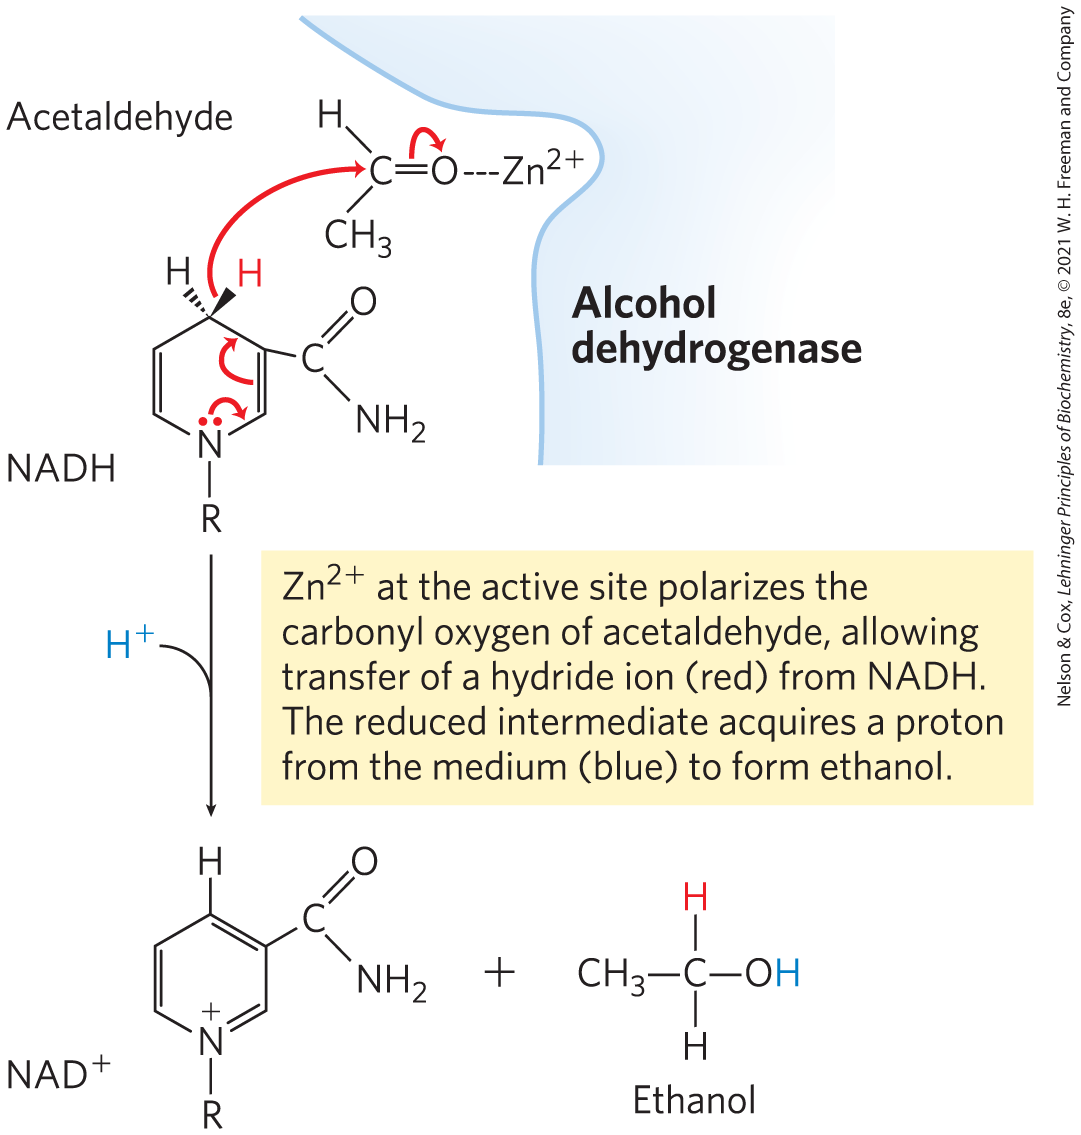 Acetaldehyde
H
C=O---Zn2+
CH3
H H
O
C
NH2
N
R
NADH
Alcohol
dehydrogenase
H+
Zn2+ at the active site polarizes the
carbonyl oxygen of acetaldehyde, allowing
transfer of a hydride ion (red) from NADH.
The reduced intermediate acquires a proton
from the medium (blue) to form ethanol.
H
O
C
NH2
+
N
R
NAD+
+
H
CH3—C—OH
H
Ethanol
Nelson & Cox, Lehninger Principles of Biochemistry, 8e, © 2021 W. H. Freeman and Company